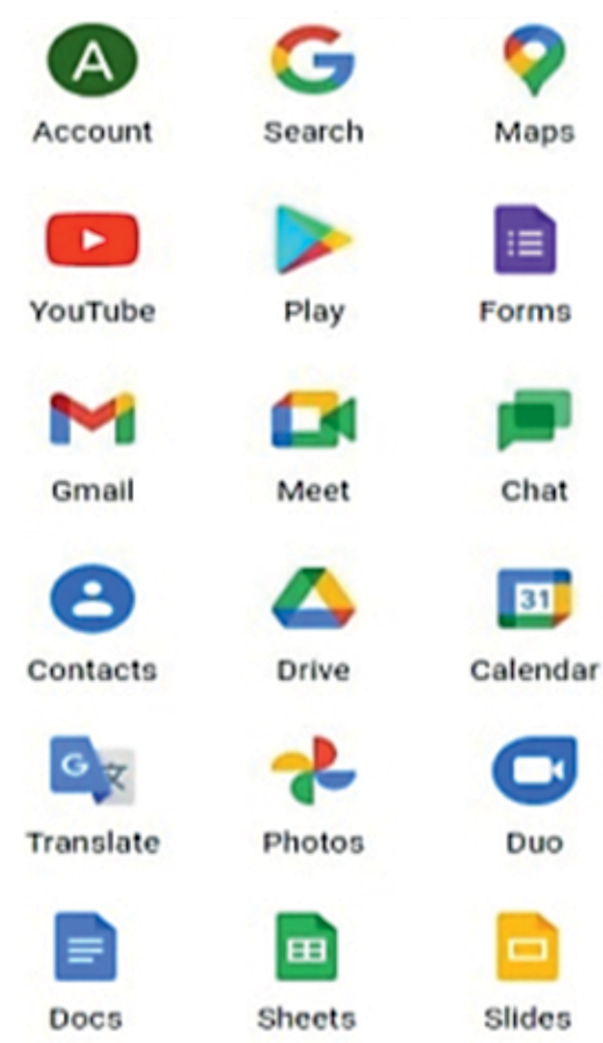 A G
Account Search Maps
YouTube Play Forms
Gmail Meet Chat
31
Contacts Drive Calendar
G 文
Translate Photos Duo
Docs Sheets Slides